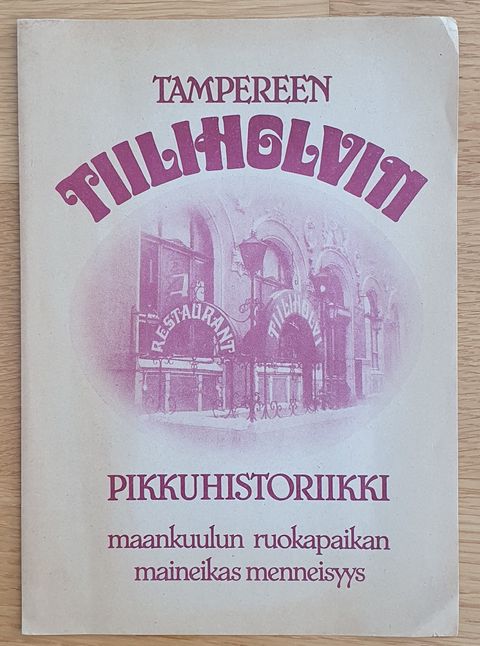 TAMPEREEN
TIILIHOLVIN
RESTAURANT
TIILIHOLVI
PIKKUHISTORIIKKI
maankuulun ruokapaikan
maineikas menneisyys